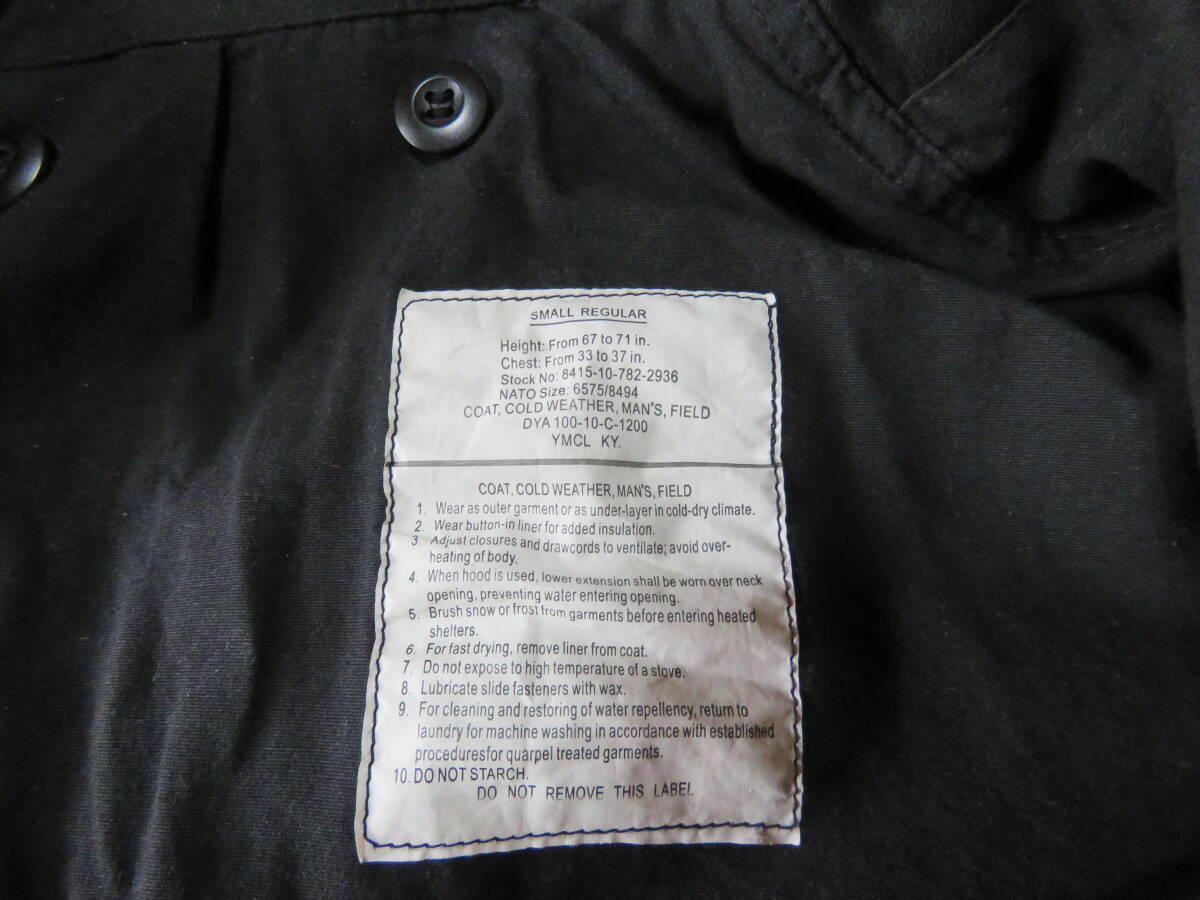 SMALL REGULAR
Height: From 67 to 71 in.
Chest: From 33 to 37 in.
Stock No: 8415-10-782-2936
NATO Size: 6575/8494
COAT, COLD WEATHER, MAN'S, FIELD
DYA 100-10-C-1200
YMCL KY.
COAT, COLD WEATHER, MAN'S, FIELD
1. Wear as outer garment or as under-layer in cold-dry climate.
2. Wear button-in liner for added insulation.
3. Adjust closures and drawcords to ventilate; avoid over-
heating of body.
4. When hood is used, lower extension shall be worn over neck
opening, preventing water entering opening.
5. Brush snow or frost from garments before entering heated
shelters.
6. For fast drying, remove liner from coat.
7. Do not expose to high temperature of a stove.
8. Lubricate slide fasteners with wax.
9. For cleaning and restoring of water repellency, return to
laundry for machine washing in accordance with established
proceduresfor quarpel treated garments.
10. DO NOT STARCH.
DO NOT REMOVE THIS LABEL